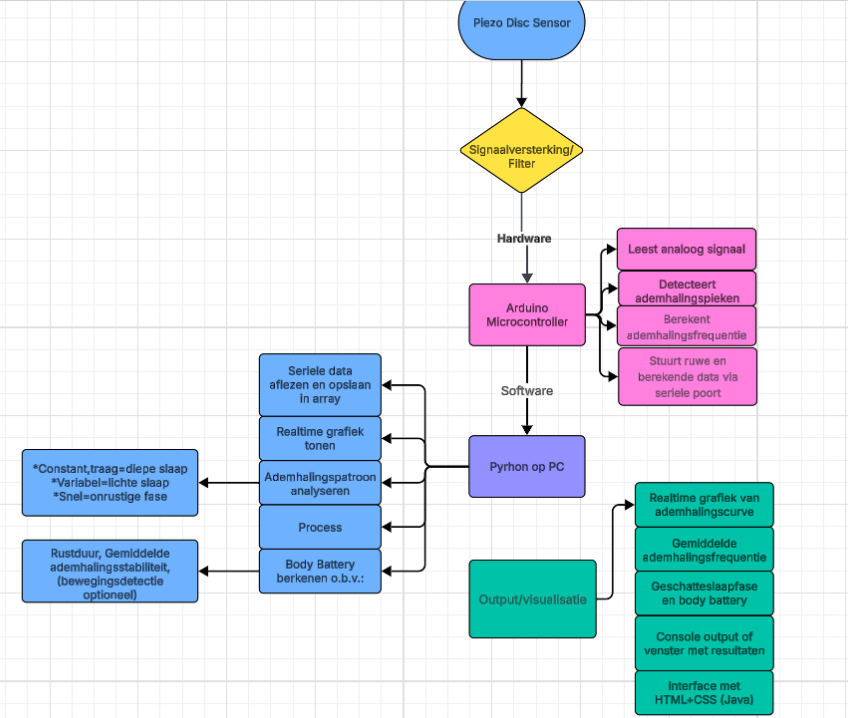 Piezo Disc Sensor
Signaalversterking/
Filter
Hardware
Arduino
Microcontroller
Leest analoog signaal
Detecteert
ademhalingspieken
Berekent
ademhalingsfrequentie
Stuurt ruwe en
berekende data via
seriele poort
Software
Pyrhon op PC
Seriele data
aflezen en opslaan
in array
Realtime grafiek
tonen
Ademhalingspatroon
analyseren
Process
Body Battery
berkenen o.b.v.:
*Constant,traag=diepe slaap
*Variabel=lichte slaap
*Snel=onrustige fase
Rustduur, Gemiddelde
ademhalingsstabiliteit,
(bewegingsdetectie
optioneel)
Output/visualisatie
Realtime grafiek van
ademhalingscurve
Gemiddelde
ademhalingsfrequentie
Geschatteslaapfase
en body battery
Console output of
venster met resultaten
Interface met
HTML+CSS (Java)